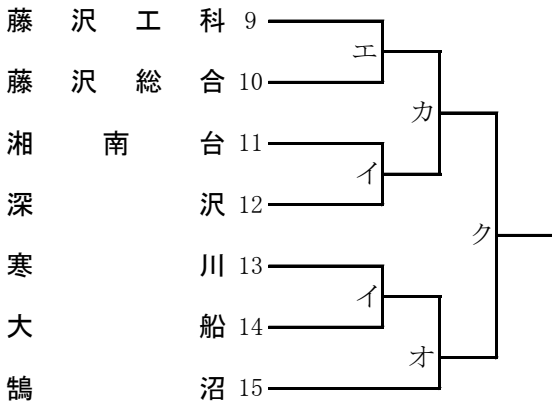 藤沢工科 9
エ
藤沢総合 10
カ
湘南台 11
イ
深沢 12
ク
寒川 13
イ
大船 14
オ
鵠沼 15